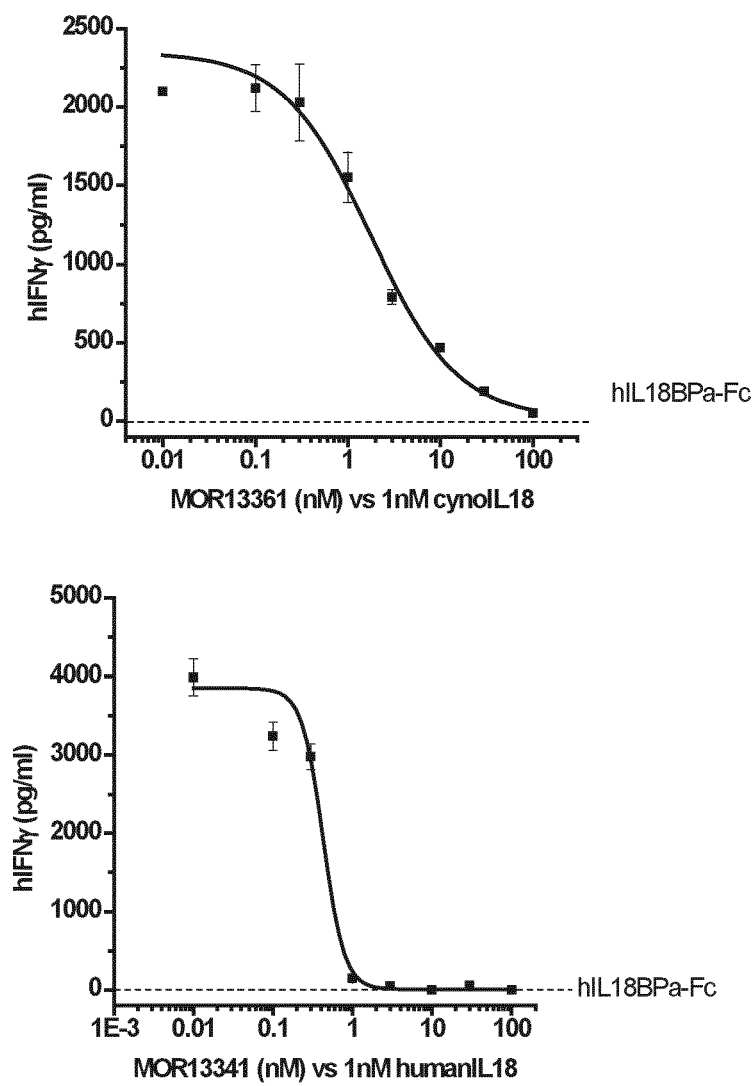 2500
2000
1500
1000
500
0
hIFNγ (pg/ml)
hIL18BPa-Fc
0.01 0.1 1 10 100
MOR13361 (nM) vs 1nM cynoIL18
5000
4000
3000
2000
1000
0
hIFNγ (pg/ml)
hIL18BPa-Fc
1E-3 0.01 0.1 1 10 100
MOR13341 (nM) vs 1nM humanIL18